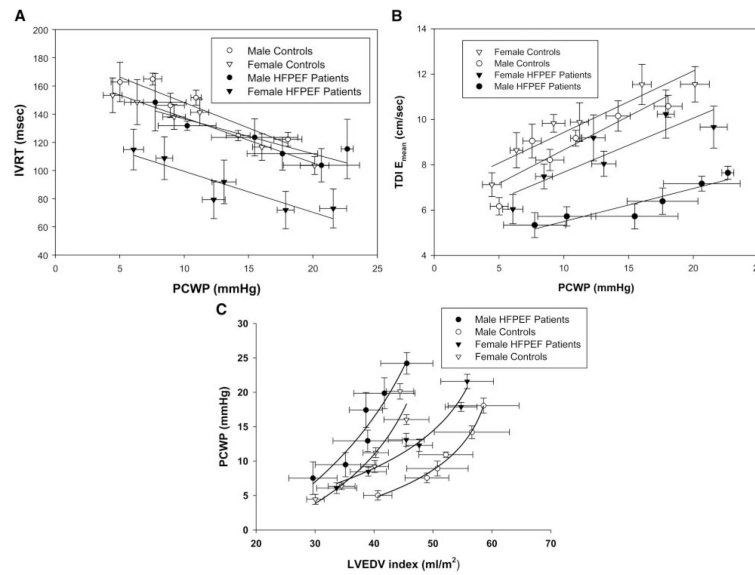 A
160
180
200
140
120
100
80
60
40
IVRT (msec)
0
5
10
15
20
25
PCWP (mmHg)
Male Controls
Female Controls
Male HFPEF Patients
Female HFPEF Patients
B
14
12
10
8
6
4
TDI Emean (cm/sec)
0
5
10
15
20
PCWP (mmHg)
Female Controls
Male Controls
Female HFPEF Patients
Male HFPEF Patients
C
30
25
20
15
10
5
0
PCWP (mmHg)
20
30
40
50
60
70
LVEDV index (ml/m²)
Male HFPEF Patients
Male Controls
Female HFPEF Patients
Female Controls